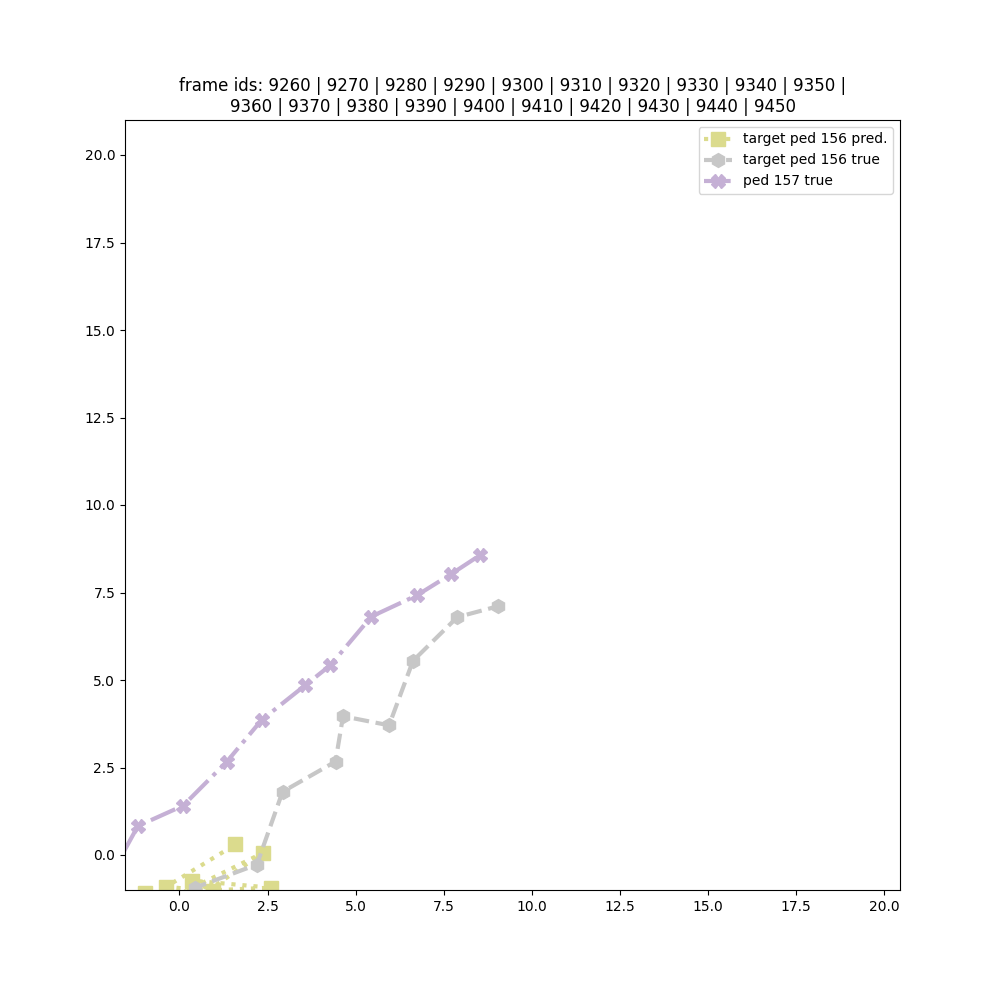 frame ids: 9260 | 9270 | 9280 | 9290 | 9300 | 9310 | 9320 | 9330 | 9340 | 9350 |
9360 | 9370 | 9380 | 9390 | 9400 | 9410 | 9420 | 9430 | 9440 | 9450
target ped 156 pred.
target ped 156 true
ped 157 true
20.0
17.5
15.0
12.5
10.0
7.5
5.0
2.5
0.0
0.0 2.5 5.0 7.5 10.0 12.5 15.0 17.5 20.0